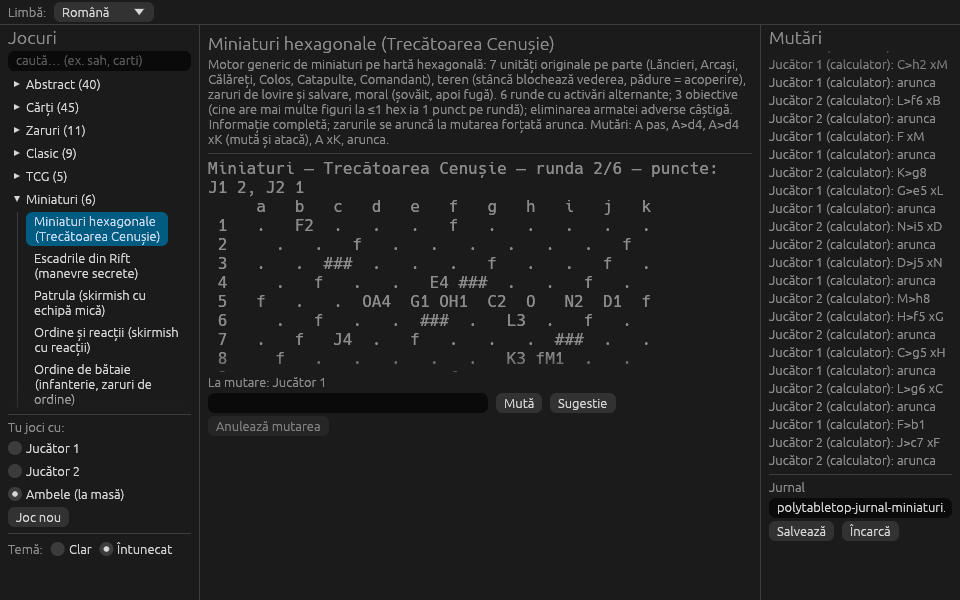 Limbă: Română
Jocuri
caută... (ex. sah, carti)
Abstract (40)
Cărți (45)
Zaruri (11)
Clasic (9)
TCG (5)
Miniaturi (6)
Miniaturi hexagonale
(Trecătoarea Cenușie)
Escadrile din Rift
(manevre secrete)
Patrula (skirmish cu
echipă mică)
Ordine și reacții (skirmish
cu reacții)
Ordine de bătaie
(infanterie, zaruri de
ordine)
Tu joci cu:
Jucător 1
Jucător 2
Ambele (la masă)
Joc nou
Temă: Clar Întunecat
Miniaturi hexagonale (Trecătoarea Cenușie)
Motor generic de miniaturi pe hartă hexagonală: 7 unități originale pe parte (Lăncieri, Arcași,
Călăreți, Colos, Catapulte, Comandant), teren (stâncă blochează vederea, pădure = acoperire),
zaruri de lovire și salvare, moral (șovăit, apoi fugă). 6 runde cu activări alternante; 3 obiective
(cine are mai multe figuri la ≤1 hex ia 1 punct pe rundă); eliminarea armatei adverse câștigă.
Informație completă; zarurile se aruncă la mutarea forțată arunca. Mutări: A pas, A>d4, A>d4
xK (mută și atacă), A xK, arunca.
Miniaturi — Trecătoarea Cenușie — runda 2/6 — puncte:
J1 2, J2 1
a b c d e f g h i j k
1 . F2 . . . f . . . . .
2 . . f . . . . . . f
3 . . ### . . . f . . f .
4 . f . . E4 ### . . f .
5 f . . OA4 G1 OH1 C2 O N2 D1 f
6 . f . . ### . L3 . f .
7 . f J4 . f . . . ### . .
8 f . . . . . K3 fM1 . .
La mutare: Jucător 1
Mută Sugestie
Anulează mutarea
Mutări
Jucător 1 (calculator): C>h2 xM
Jucător 1 (calculator): arunca
Jucător 2 (calculator): L>f6 xB
Jucător 2 (calculator): arunca
Jucător 1 (calculator): F xM
Jucător 1 (calculator): arunca
Jucător 2 (calculator): K>g8
Jucător 1 (calculator): G>e5 xL
Jucător 1 (calculator): arunca
Jucător 2 (calculator): N>i5 xD
Jucător 2 (calculator): arunca
Jucător 1 (calculator): D>j5 xN
Jucător 1 (calculator): arunca
Jucător 2 (calculator): M>h8
Jucător 2 (calculator): H>f5 xG
Jucător 2 (calculator): arunca
Jucător 1 (calculator): C>g5 xH
Jucător 1 (calculator): arunca
Jucător 2 (calculator): L>g6 xC
Jucător 2 (calculator): arunca
Jucător 1 (calculator): F>b1
Jucător 2 (calculator): J>c7 xF
Jucător 2 (calculator): arunca
Jurnal
polytabletop-jurnal-miniaturi.
Salvează Încarcă